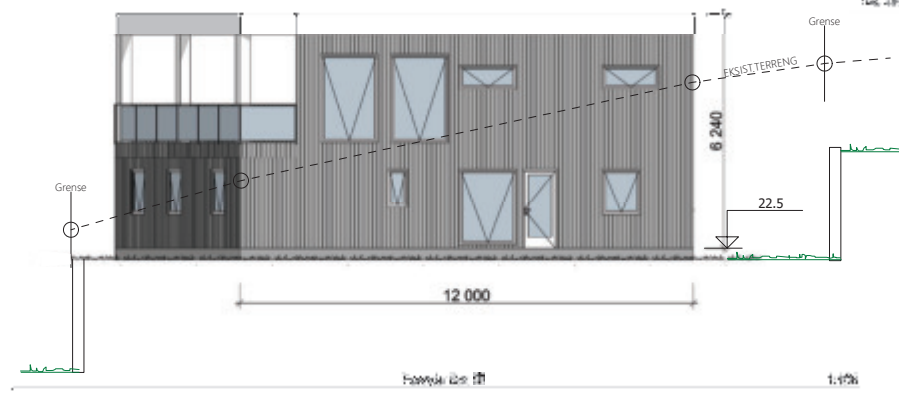 Grense
EKSIST.TERRENG
6 240
Grense
22.5
12 000